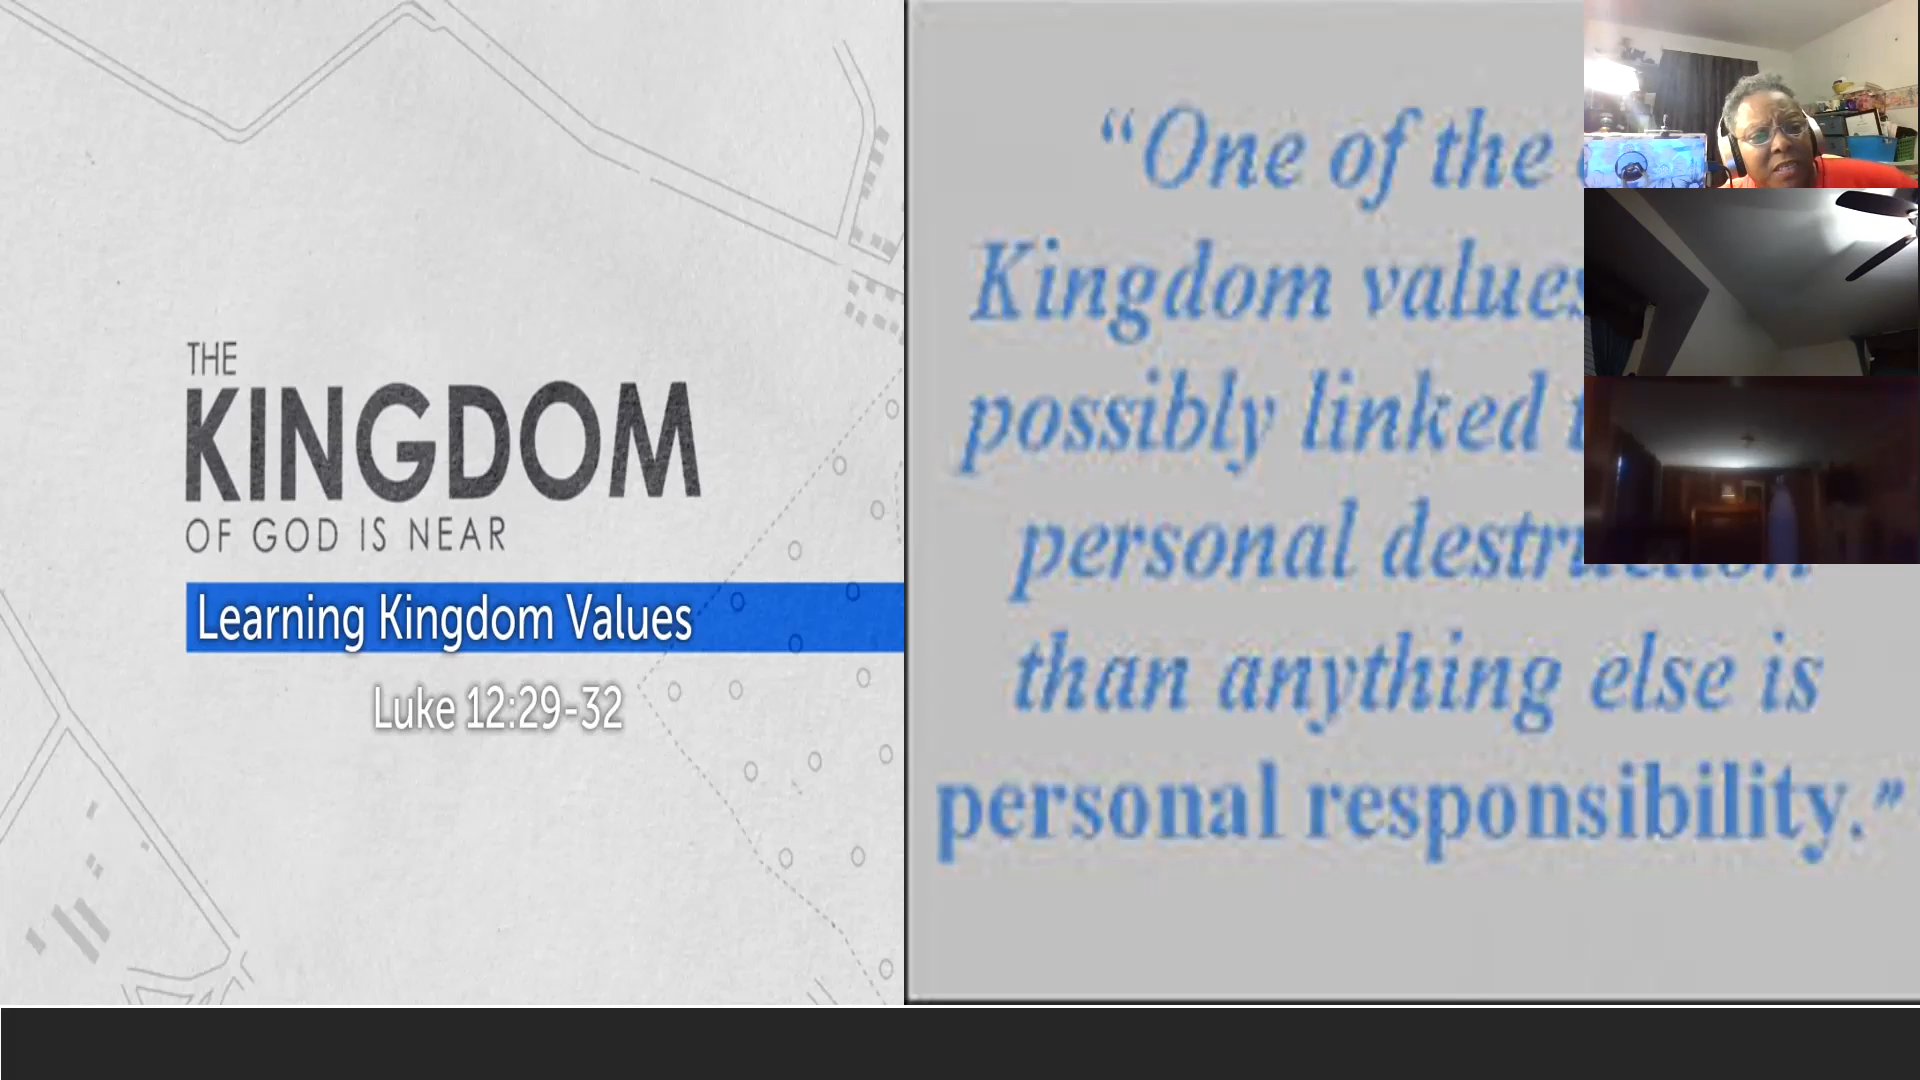 THE
KINGDOM
OF GOD IS NEAR
Learning Kingdom Values
Luke 12:29-32
“One of the
Kingdom values
possibly linked
personal destruction
than anything else is
personal responsibility.”